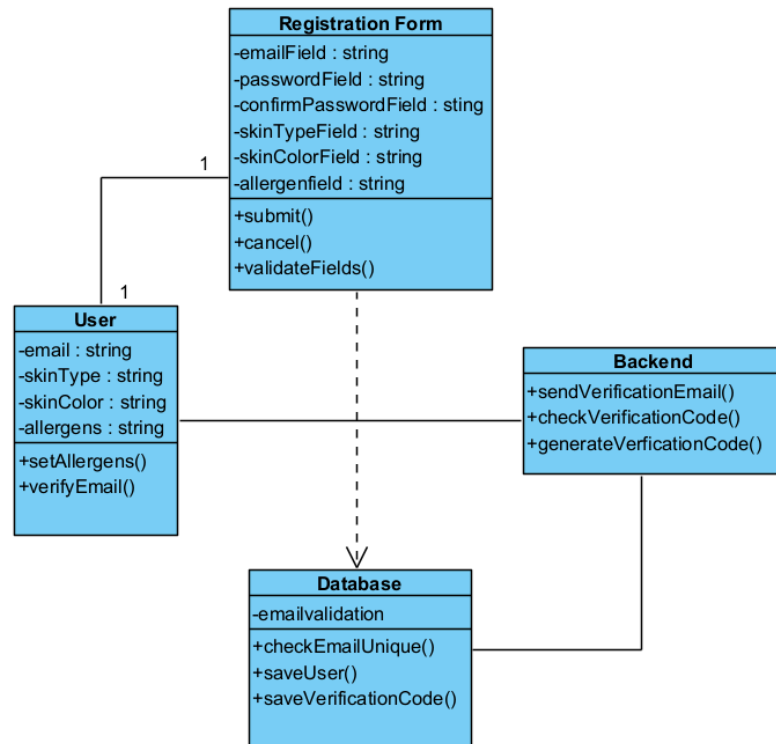 Registration Form
-emailField : string
-passwordField : string
-confirmPasswordField : sting
-skinTypeField : string
-skinColorField : string
-allergenfield : string
+submit()
+cancel()
+validateFields()
1
1
User
-email : string
-skinType : string
-skinColor : string
-allergens : string
+setAllergens()
+verifyEmail()
Backend
+sendVerificationEmail()
+checkVerificationCode()
+generateVerficationCode()
Database
-emailvalidation
+checkEmailUnique()
+saveUser()
+saveVerificationCode()